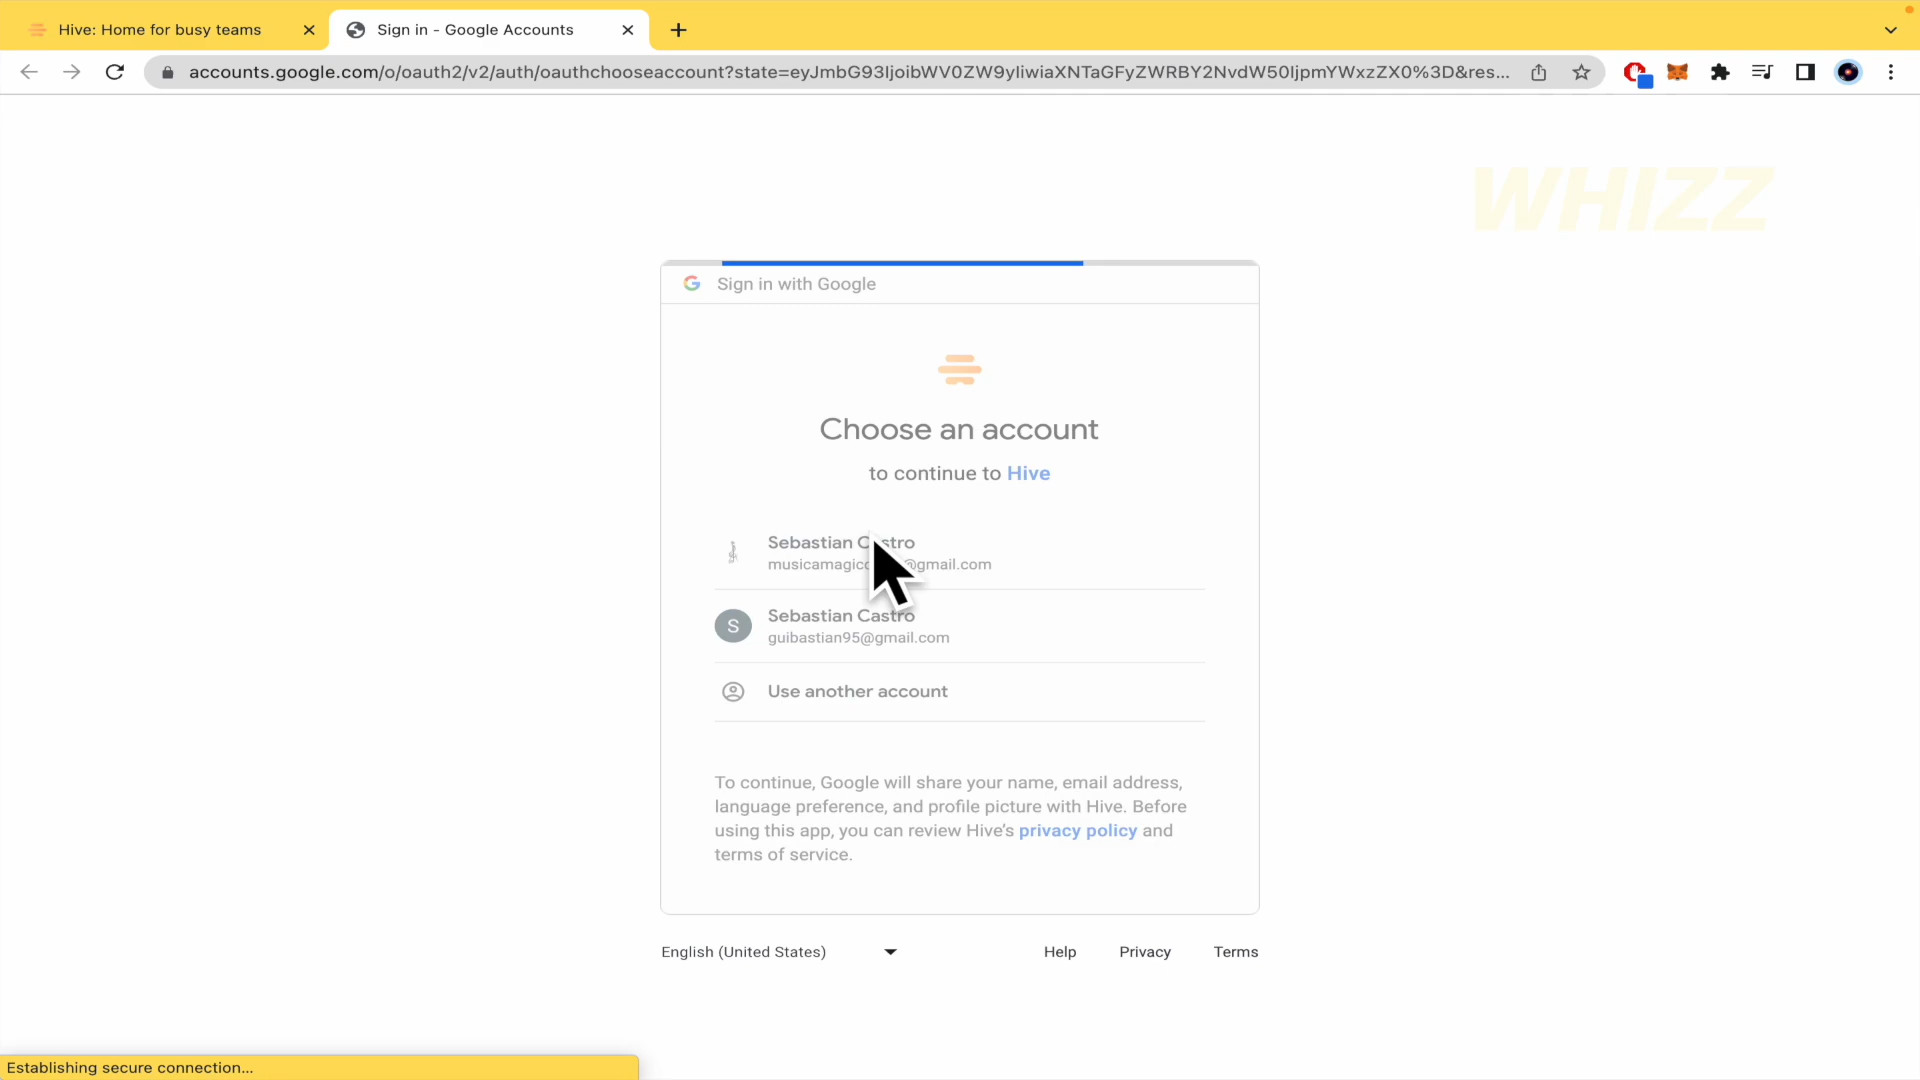 Hive: Home for busy teams
Sign in - Google Accounts
accounts.google.com/o/oauth2/v2/auth/oauthchooseaccount?state=eyJmbG93IjoibWV0ZW9yIiwiaXNTaGFyZWRBY2NvdW50IjpmYWxzZX0%3D&res...
WHIZZ
Sign in with Google
Choose an account
to continue to Hive
Sebastian Castro
@gmail.com
S
Sebastian Castro
guibastian95@gmail.com
Use another account
To continue, Google will share your name, email address,
language preference, and profile picture with Hive. Before
using this app, you can review Hive's privacy policy and
terms of service.
English (United States)
Help
Privacy
Terms
Establishing secure connection...